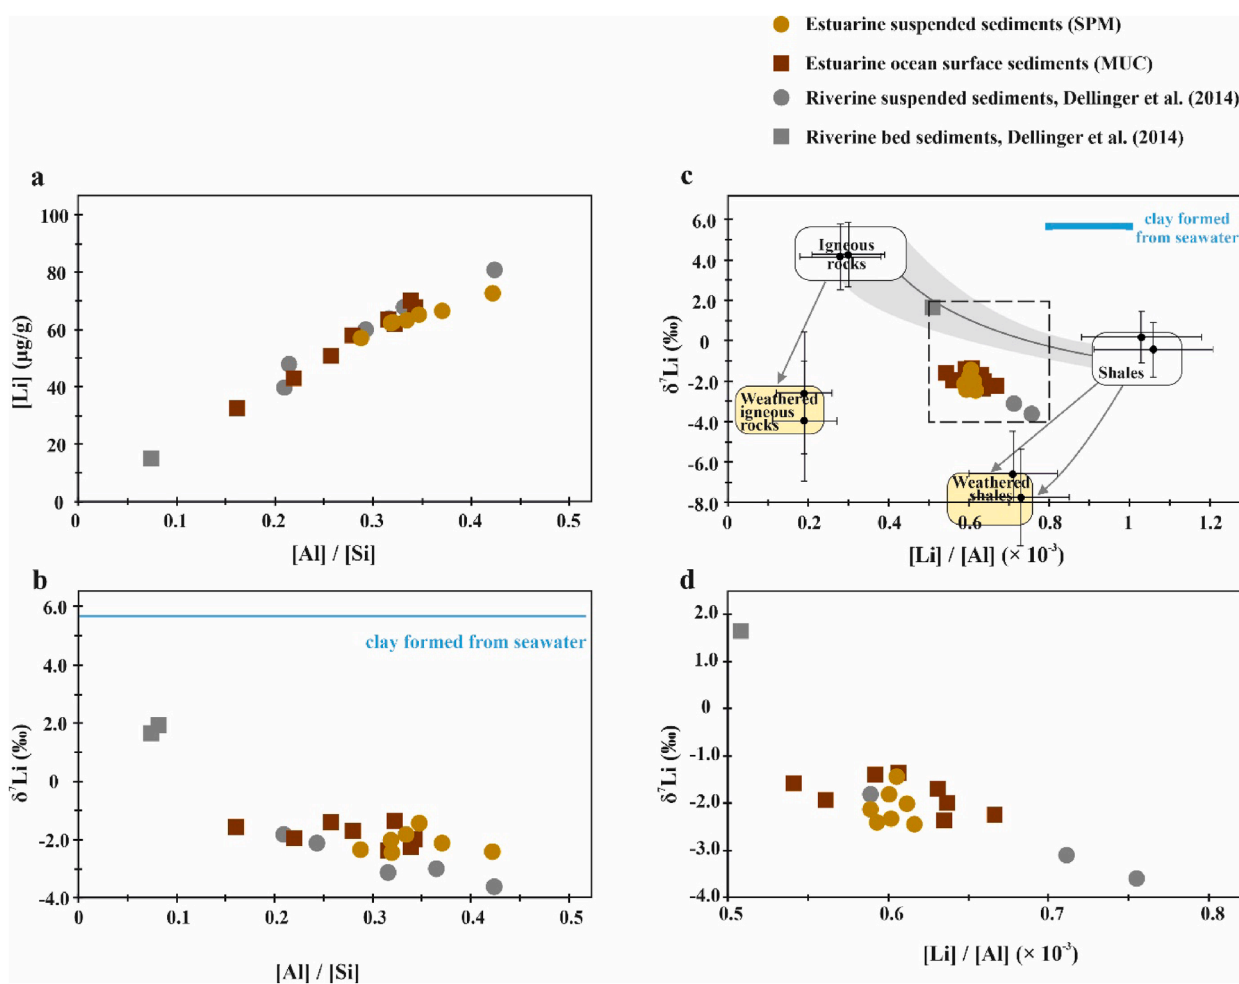 Estuarine suspended sediments (SPM)
Estuarine ocean surface sediments (MUC)
Riverine suspended sediments, Dellinger et al. (2014)
Riverine bed sediments, Dellinger et al. (2014)
a
[Li] (µg/g)
100
80
60
40
20
0
0 0.1 0.2 0.3 0.4 0.5
[Al] / [Si]
c
δ⁷Li (‰)
6.0
4.0
2.0
0
-2.0
-4.0
-6.0
-8.0
clay formed
from seawater
Igneous
rocks
Shales
Weathered
igneous
rocks
Weathered
shales
0 0.2 0.4 0.6 0.8 1 1.2
[Li] / [Al] (× 10⁻³)
b
δ⁷Li (‰)
6.0
4.0
2.0
0
-2.0
-4.0
clay formed from seawater
0 0.1 0.2 0.3 0.4 0.5
[Al] / [Si]
d
δ⁷Li (‰)
2.0
1.0
0
-1.0
-2.0
-3.0
-4.0
0.5 0.6 0.7 0.8
[Li] / [Al] (× 10⁻³)